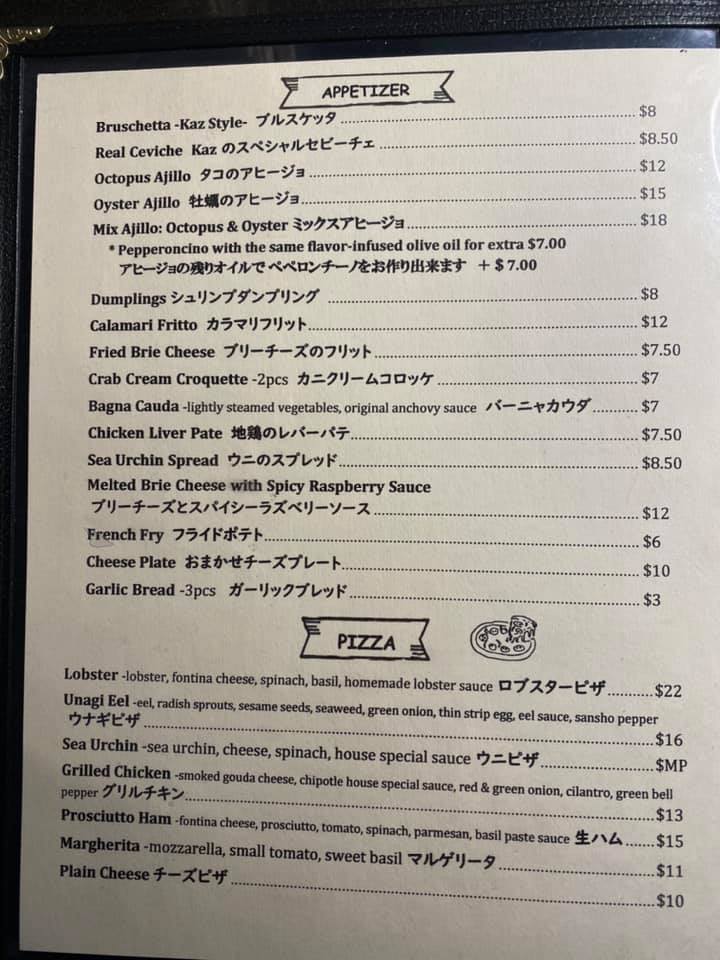 APPETIZER
Bruschetta -Kaz Style- ブルスケッタ ........ $8
Real Ceviche Kaz のスペシャルセビーチェ ........ $8.50
Octopus Ajillo タコのアヒージョ ........ $12
Oyster Ajillo 牡蠣のアヒージョ ........ $15
Mix Ajillo: Octopus & Oyster ミックスアヒージョ ........ $18
* Pepperoncino with the same flavor-infused olive oil for extra $7.00
アヒージョの残りオイルで ペペロンチーノをお作り出来ます + $ 7.00
Dumplings シュリンプダンプリング ........ $8
Calamari Fritto カラマリフリット ........ $12
Fried Brie Cheese ブリーチーズのフリット ........ $7.50
Crab Cream Croquette -2pcs カニクリームコロッケ ........ $7
Bagna Cauda -lightly steamed vegetables, original anchovy sauce バーニャカウダ ........ $7
Chicken Liver Pate 地鶏のレバーパテ ........ $7.50
Sea Urchin Spread ウニのスプレッド ........ $8.50
Melted Brie Cheese with Spicy Raspberry Sauce
ブリーチーズとスパイシーラズベリーソース ........ $12
French Fry フライドポテト ........ $6
Cheese Plate おまかせチーズプレート ........ $10
Garlic Bread -3pcs ガーリックブレッド ........ $3
PIZZA
Lobster -lobster, fontina cheese, spinach, basil, homemade lobster sauce ロブスターピザ ........ $22
Unagi Eel -eel, radish sprouts, sesame seeds, seaweed, green onion, thin strip egg, eel sauce, sansho pepper
ウナギピザ ........ $16
Sea Urchin -sea urchin, cheese, spinach, house special sauce ウニピザ ........ $MP
Grilled Chicken -smoked gouda cheese, chipotle house special sauce, red & green onion, cilantro, green bell
pepper グリルチキン ........ $13
Prosciutto Ham -fontina cheese, prosciutto, tomato, spinach, parmesan, basil paste sauce 生ハム ........ $15
Margherita -mozzarella, small tomato, sweet basil マルゲリータ ........ $11
Plain Cheese チーズピザ ........ $10